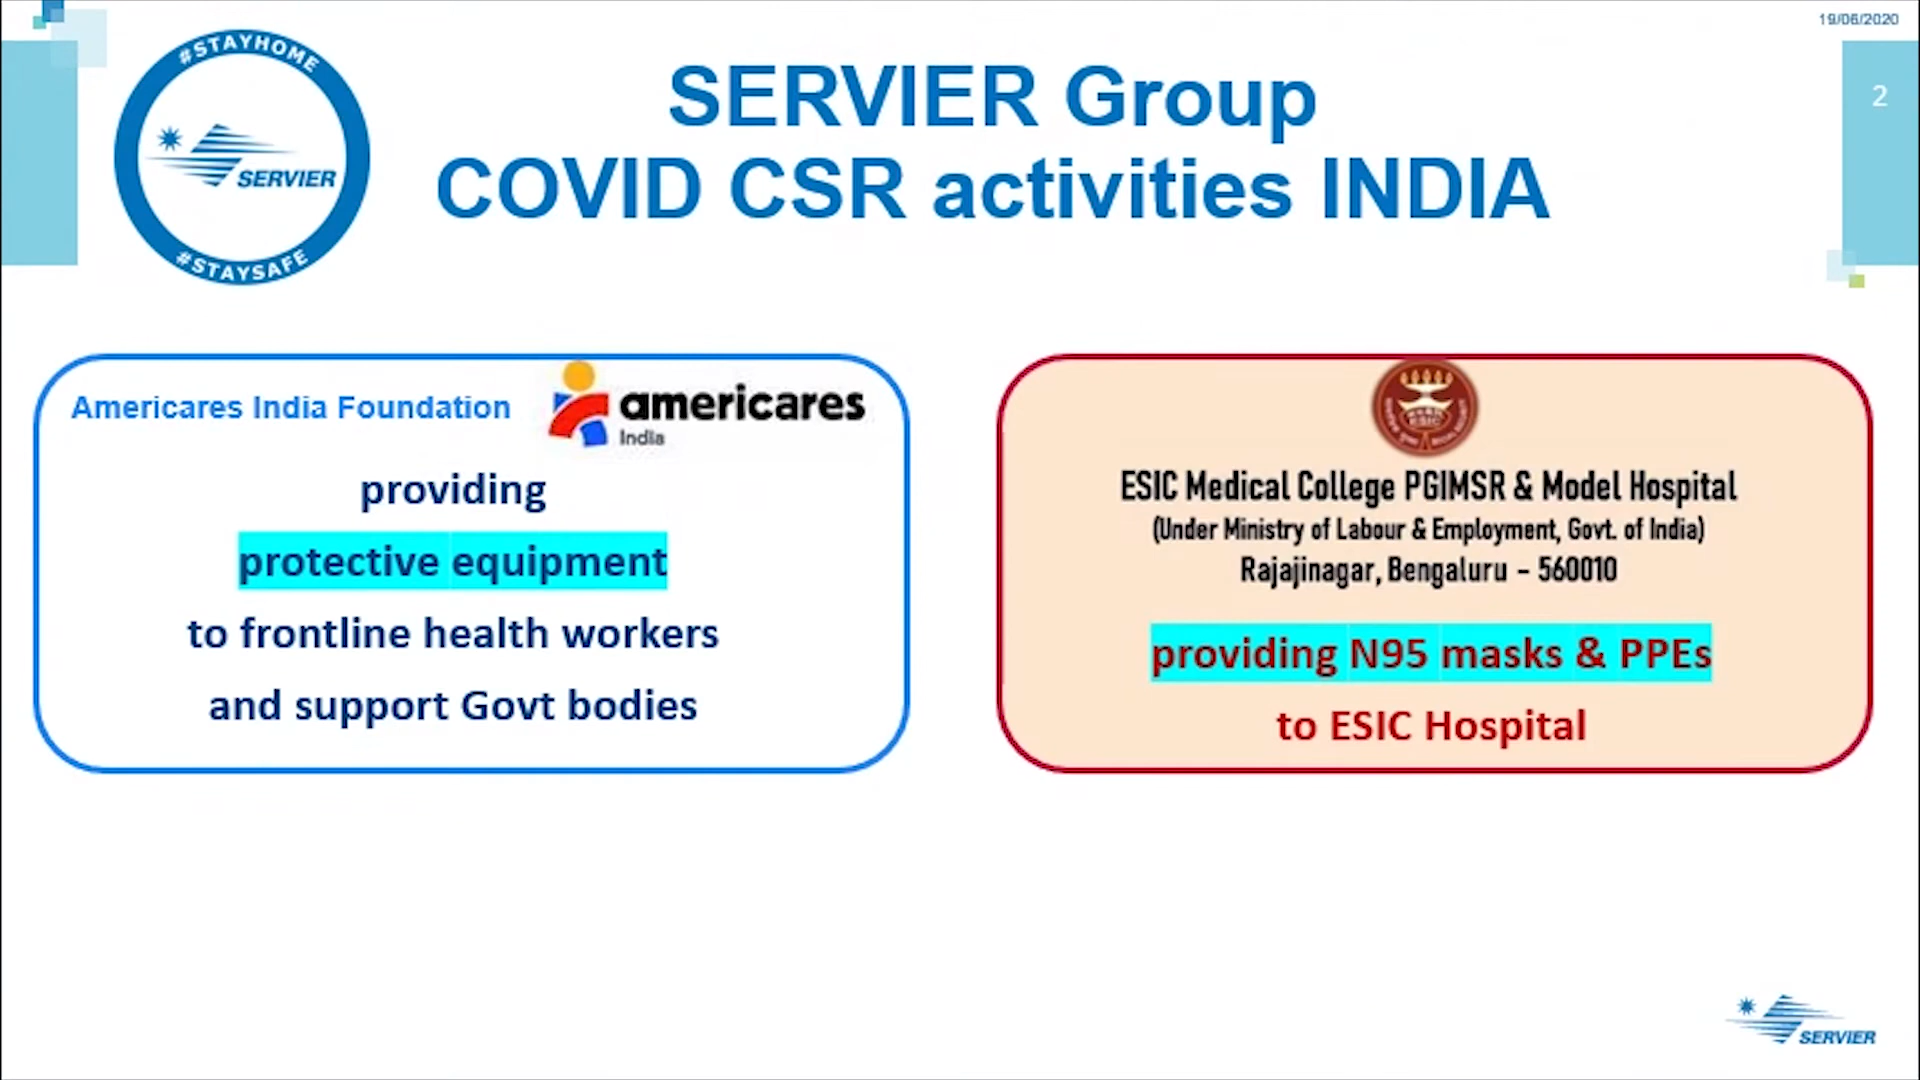 19/06/2020
2
#STAYHOME
SERVIER
#STAYSAFE
SERVIER Group
COVID CSR activities INDIA
Americares India Foundation
americares
India
providing
protective equipment
to frontline health workers
and support Govt bodies
ESIC Medical College PGIMSR & Model Hospital
(Under Ministry of Labour & Employment, Govt. of India)
Rajajinagar, Bengaluru - 560010
providing N95 masks & PPEs
to ESIC Hospital
SERVIER